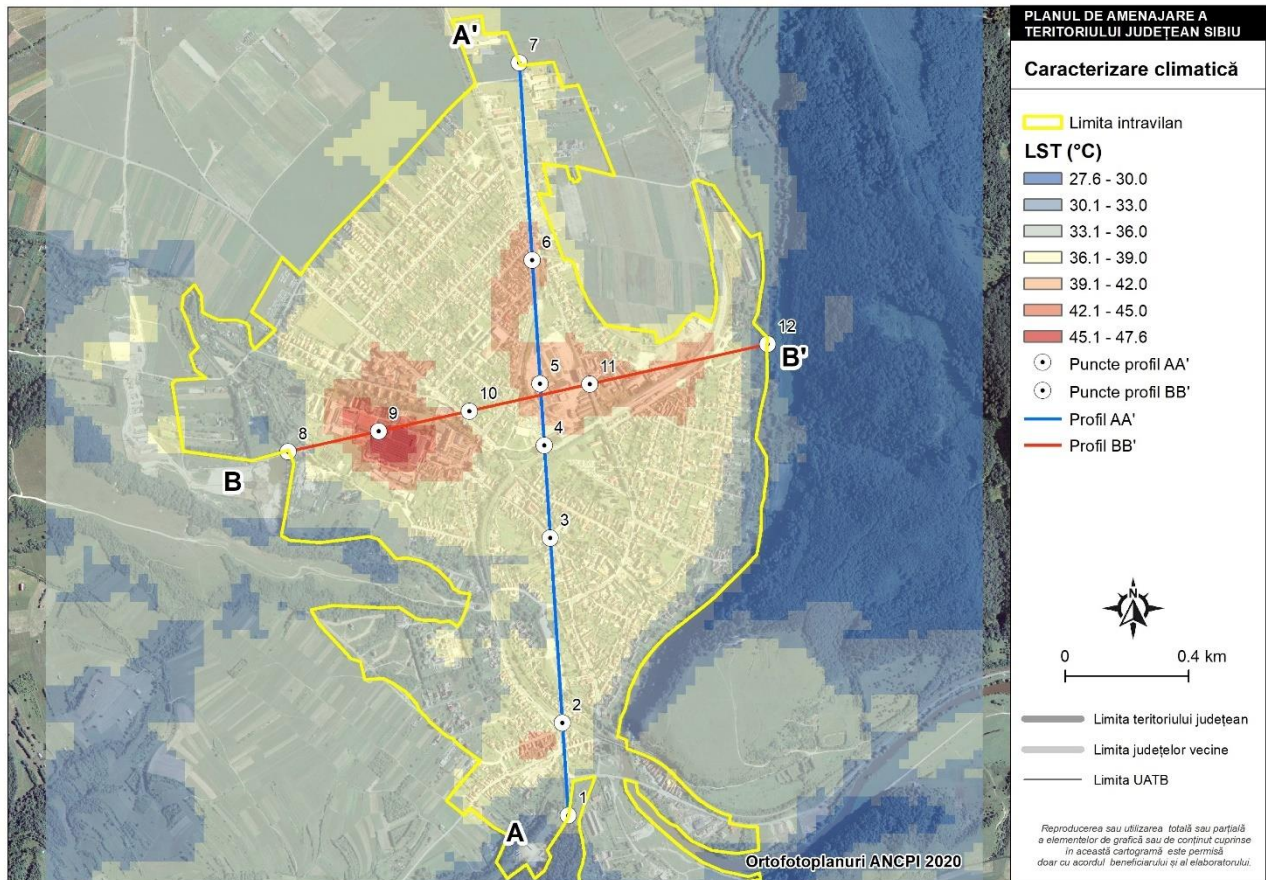 A'
7
6
5
11
12
B'
10
9
8
B
4
3
2
1
A
Ortofotoplanuri ANCPI 2020
PLANUL DE AMENAJARE A
TERITORIULUI JUDEȚEAN SIBIU
Caracterizare climatică
Limita intravilan
LST (°C)
27.6 - 30.0
30.1 - 33.0
33.1 - 36.0
36.1 - 39.0
39.1 - 42.0
42.1 - 45.0
45.1 - 47.6
Puncte profil AA'
Puncte profil BB'
Profil AA'
Profil BB'
N
0 0.4 km
Limita teritoriului județean
Limita județelor vecine
Limita UATB
Reproducerea sau utilizarea totală sau parțială
a elementelor de grafică sau de conținut cuprinse
în această cartogramă este permisă
doar cu acordul beneficiarului și al elaboratorului.